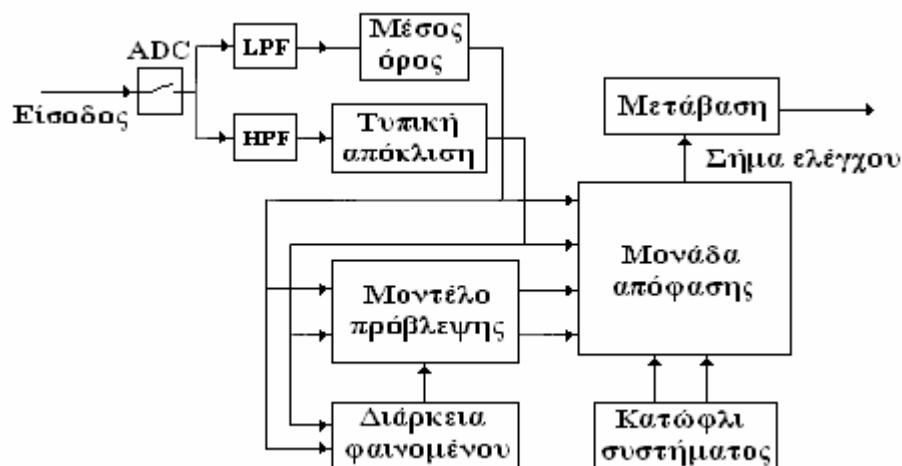 ADC
LPF
Μέσος
όρος
Είσοδος
HPF
Τυπική
απόκλιση
Μετάβαση
Σήμα ελέγχου
Μονάδα
απόφασης
Μοντέλο
πρόβλεψης
Διάρκεια
φαινομένου
Κατώφλι
συστήματος